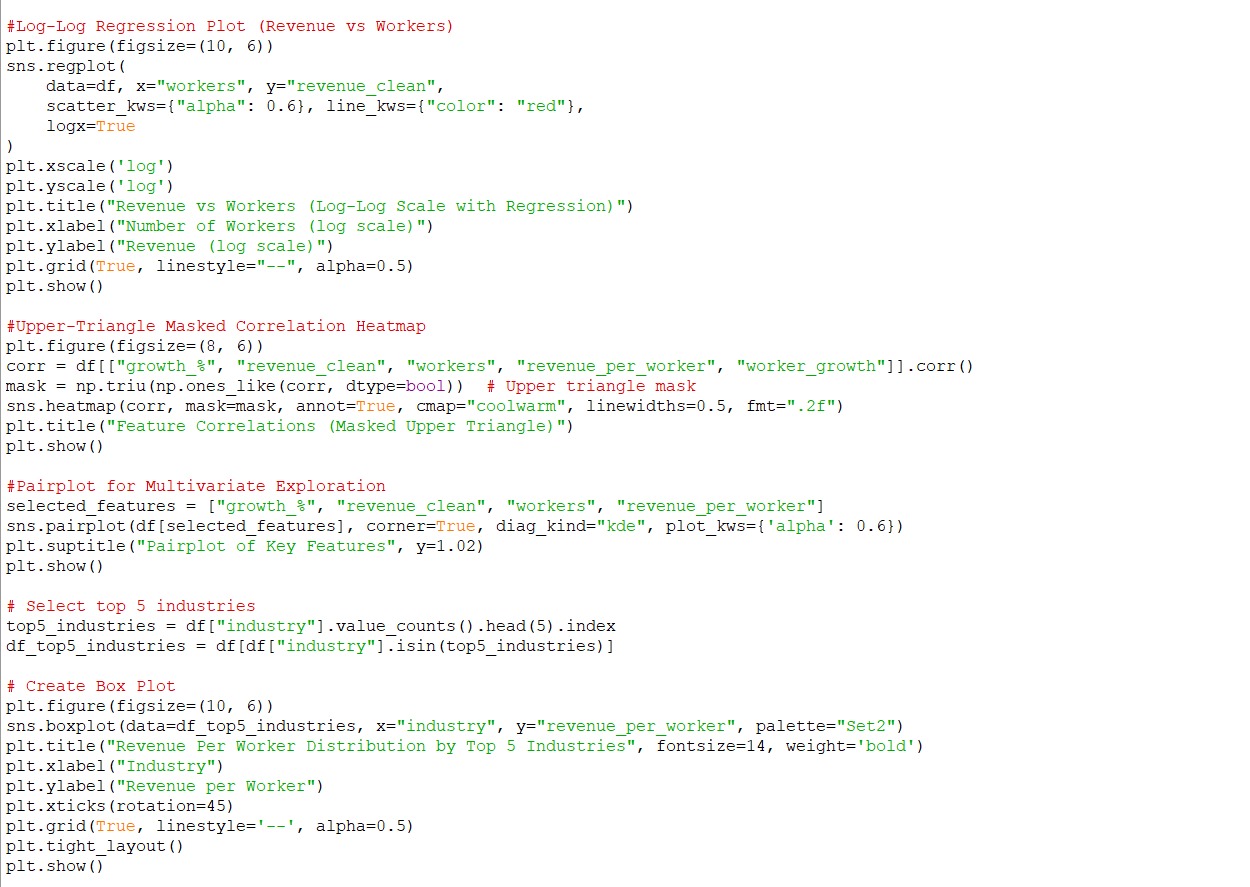 #Log-Log Regression Plot (Revenue vs Workers)
plt.figure(figsize=(10, 6))
sns.regplot(
    data=df, x="workers", y="revenue_clean",
    scatter_kws={"alpha": 0.6}, line_kws={"color": "red"},
    logx=True
)
plt.xscale('log')
plt.yscale('log')
plt.title("Revenue vs Workers (Log-Log Scale with Regression)")
plt.xlabel("Number of Workers (log scale)")
plt.ylabel("Revenue (log scale)")
plt.grid(True, linestyle="--", alpha=0.5)
plt.show()

#Upper-Triangle Masked Correlation Heatmap
plt.figure(figsize=(8, 6))
corr = df[["growth_%", "revenue_clean", "workers", "revenue_per_worker", "worker_growth"]].corr()
mask = np.triu(np.ones_like(corr, dtype=bool))  # Upper triangle mask
sns.heatmap(corr, mask=mask, annot=True, cmap="coolwarm", linewidths=0.5, fmt=".2f")
plt.title("Feature Correlations (Masked Upper Triangle)")
plt.show()

#Pairplot for Multivariate Exploration
selected_features = ["growth_%", "revenue_clean", "workers", "revenue_per_worker"]
sns.pairplot(df[selected_features], corner=True, diag_kind="kde", plot_kws={'alpha': 0.6})
plt.suptitle("Pairplot of Key Features", y=1.02)
plt.show()

# Select top 5 industries
top5_industries = df["industry"].value_counts().head(5).index
df_top5_industries = df[df["industry"].isin(top5_industries)]

# Create Box Plot
plt.figure(figsize=(10, 6))
sns.boxplot(data=df_top5_industries, x="industry", y="revenue_per_worker", palette="Set2")
plt.title("Revenue Per Worker Distribution by Top 5 Industries", fontsize=14, weight='bold')
plt.xlabel("Industry")
plt.ylabel("Revenue per Worker")
plt.xticks(rotation=45)
plt.grid(True, linestyle='--', alpha=0.5)
plt.tight_layout()
plt.show()